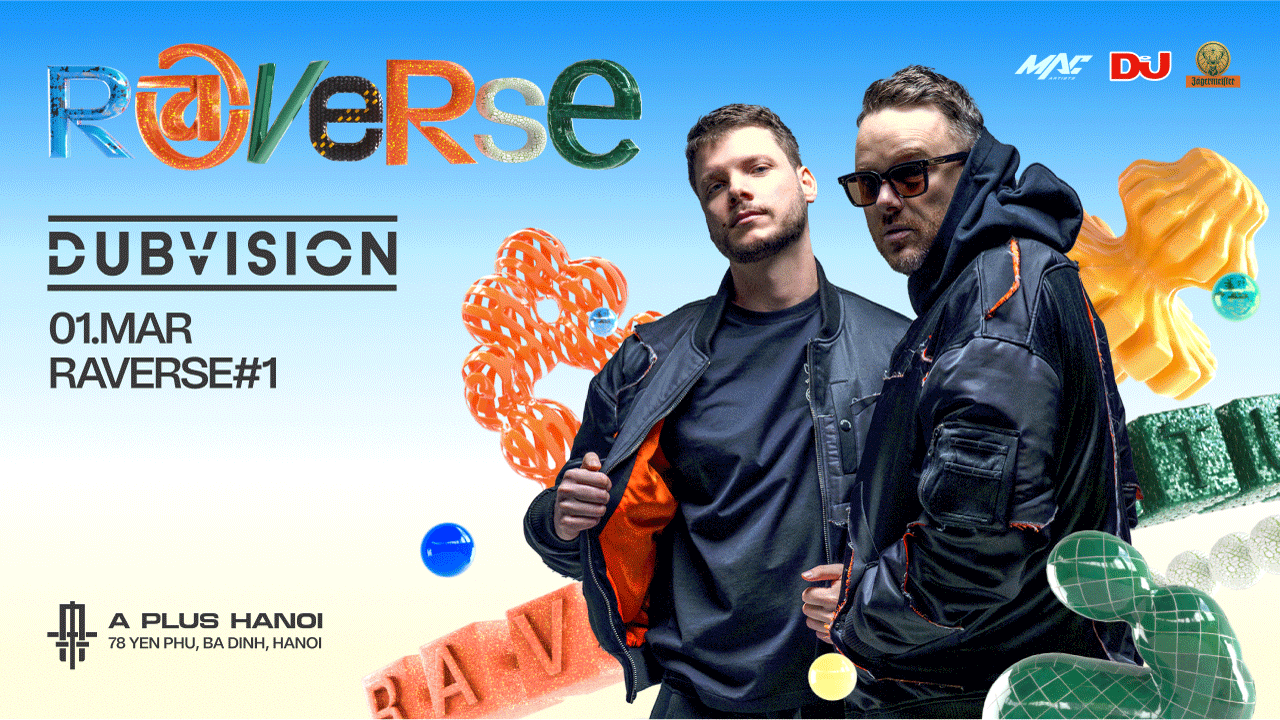 R@veRse
MAC
ARTISTS
DJ
Jägermeister
DUBVISION
01.MAR
RAVERSE#1
A PLUS HANOI
78 YEN PHU, BA DINH, HANOI
RAV